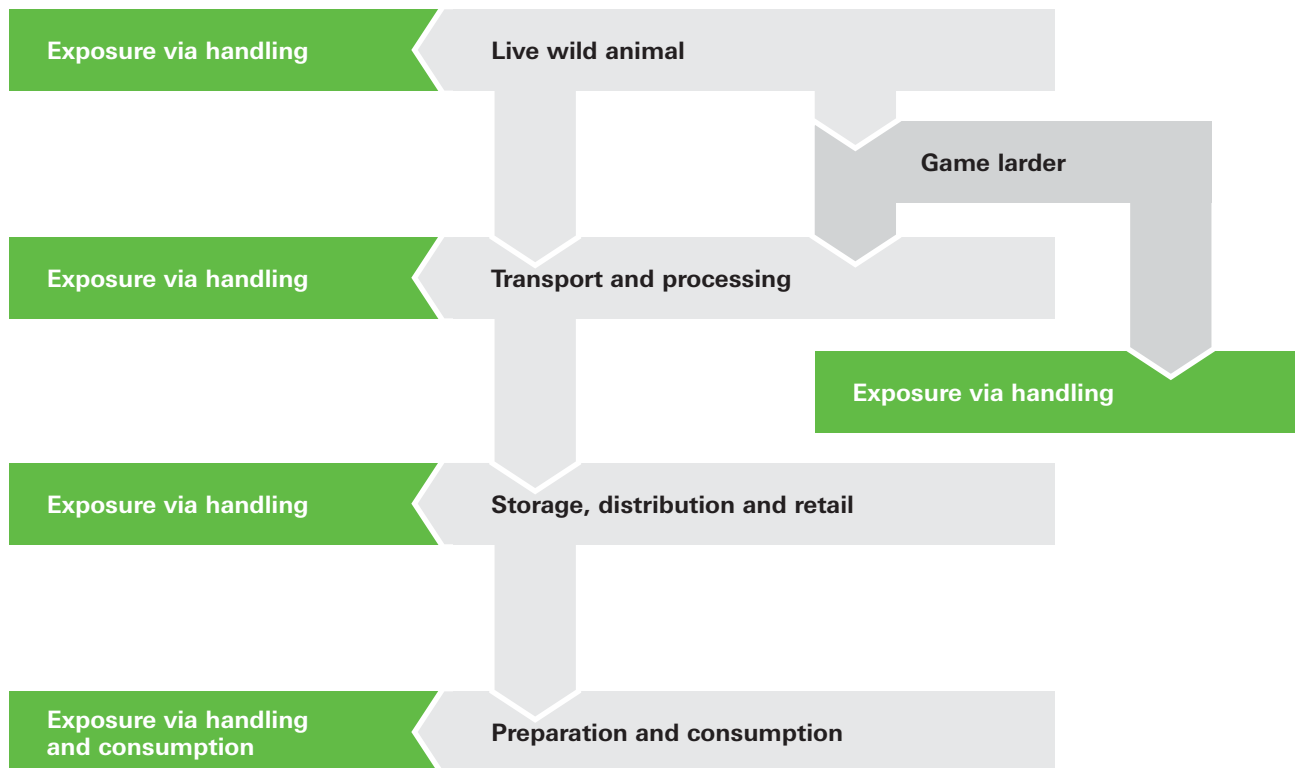 Exposure via handling
Live wild animal
Game larder
Exposure via handling
Transport and processing
Exposure via handling
Exposure via handling
Storage, distribution and retail
Exposure via handling
and consumption
Preparation and consumption